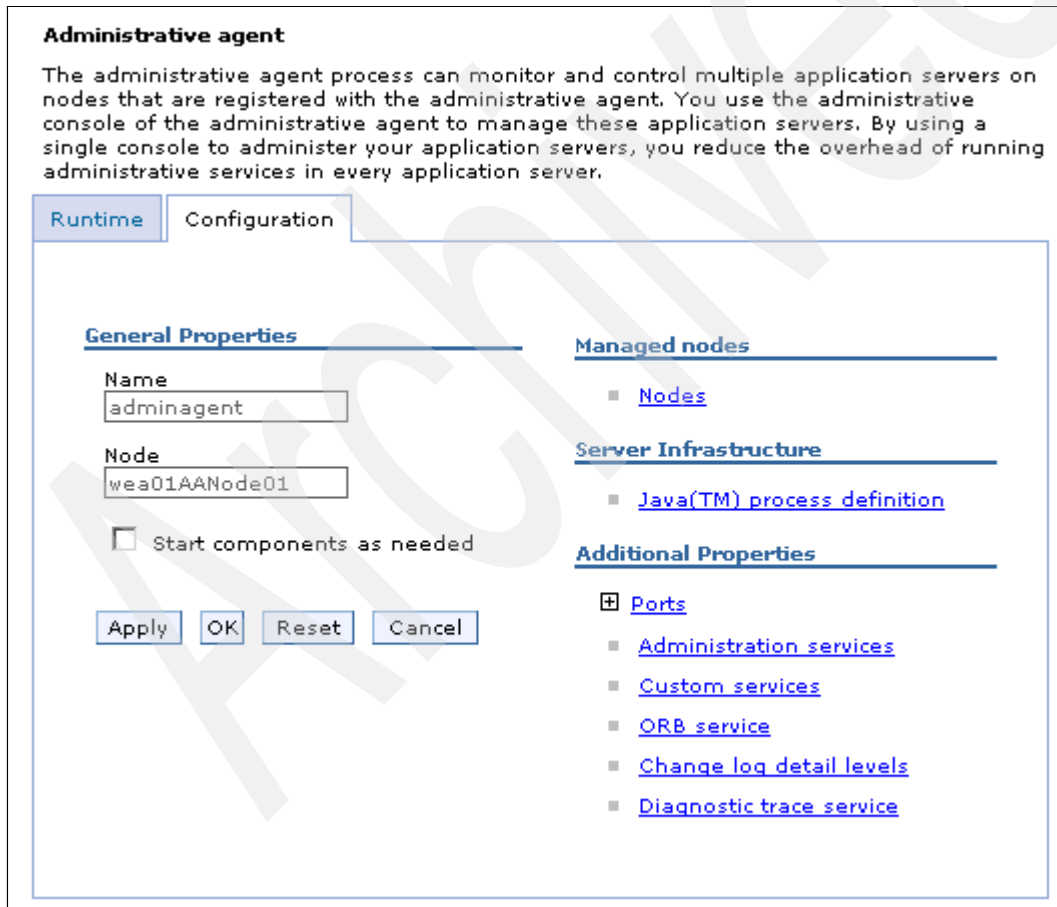 Administrative agent
The administrative agent process can monitor and control multiple application servers on
nodes that are registered with the administrative agent. You use the administrative
console of the administrative agent to manage these application servers. By using a
single console to administer your application servers, you reduce the overhead of running
administrative services in every application server.
Runtime
Configuration
General Properties
Name
adminagent
Node
wea01AANode01
Start components as needed
Apply
OK
Reset
Cancel
Managed nodes
Nodes
Server Infrastructure
Java(TM) process definition
Additional Properties
Ports
Administration services
Custom services
ORB service
Change log detail levels
Diagnostic trace service
Archived